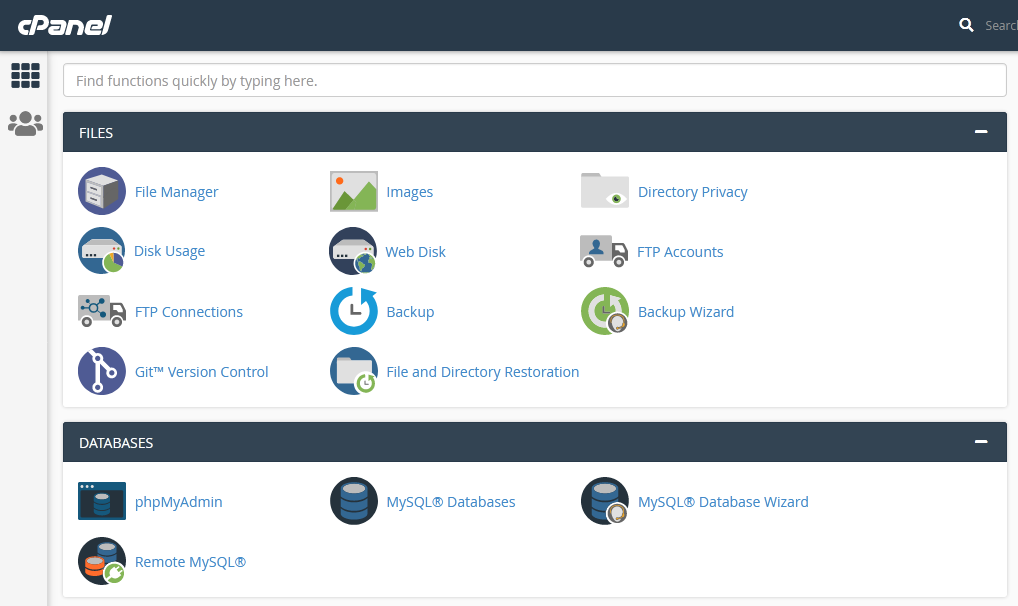 cPanel
Search
Find functions quickly by typing here.
FILES
File Manager
Images
Directory Privacy
Disk Usage
Web Disk
FTP Accounts
FTP Connections
Backup
Backup Wizard
Git™ Version Control
File and Directory Restoration
DATABASES
phpMyAdmin
MySQL® Databases
MySQL® Database Wizard
Remote MySQL®